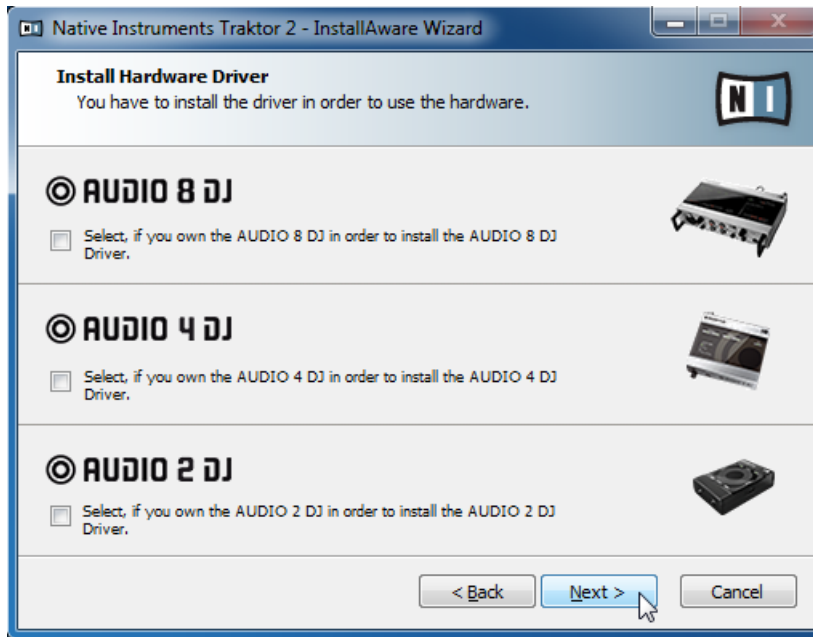 Native Instruments Traktor 2 - InstallAware Wizard
Install Hardware Driver
You have to install the driver in order to use the hardware.
N I
AUDIO 8 DJ
Select, if you own the AUDIO 8 DJ in order to install the AUDIO 8 DJ
Driver.
AUDIO 4 DJ
Select, if you own the AUDIO 4 DJ in order to install the AUDIO 4 DJ
Driver.
AUDIO 2 DJ
Select, if you own the AUDIO 2 DJ in order to install the AUDIO 2 DJ
Driver.
< Back Next > Cancel